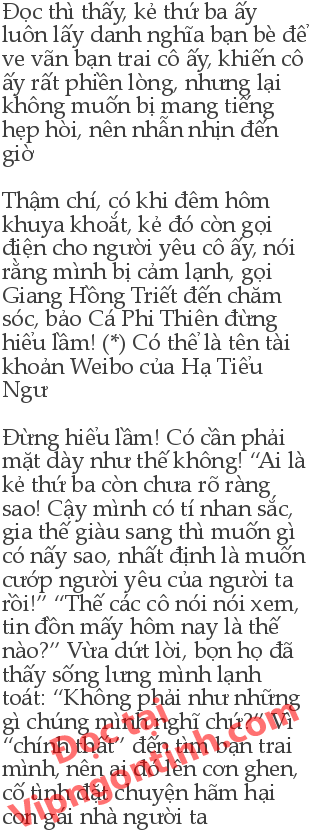 Đọc thì thấy, kẻ thứ ba ấy
luôn lấy danh nghĩa bạn bè để
ve vãn bạn trai cô ấy, khiến cô
ấy rất phiền lòng, nhưng lại
không muốn bị mang tiếng
hẹp hòi, nên nhẫn nhịn đến
giờ
Thậm chí, có khi đêm hôm
khuya khoắt, kẻ đó còn gọi
điện cho người yêu cô ấy, nói
rằng mình bị cảm lạnh, gọi
Giang Hồng Triết đến chăm
sóc, bảo Cá Phi Thiên đừng
hiểu lầm! (*) Có thể là tên tài
khoản Weibo của Hạ Tiểu
Ngư
Đừng hiểu lầm! Có cần phải
mặt dày như thế không! “Ai là
kẻ thứ ba còn chưa rõ ràng
sao! Cậy mình có tí nhan sắc,
gia thế giàu sang thì muốn gì
có nấy sao, nhất định là muốn
cướp người yêu của người ta
rồi!” “Thế các cô nói nói xem,
tin đồn mấy hôm nay là thế
nào?” Vừa dứt lời, bọn họ đã
thấy sống lưng mình lạnh
toát: “Không phải như những
gì chúng mình nghĩ chứ?” Vì
“chính thất” đến tìm bạn trai
mình, nên ai đó lên cơn ghen,
cố tình đặt chuyện hãm hại
con gái nhà người ta
Đọc tại
Vipngontinh.com